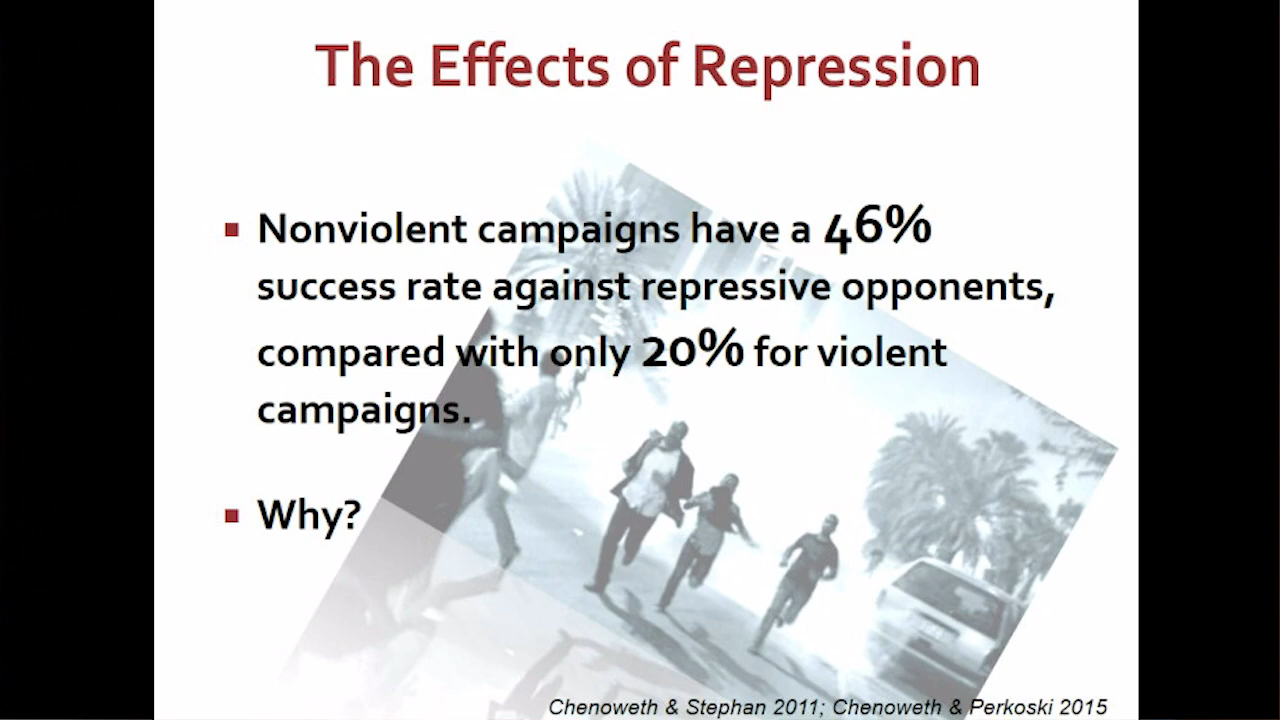 The Effects of Repression
Nonviolent campaigns have a 46%
success rate against repressive opponents,
compared with only 20% for violent
campaigns.
Why?
Chenoweth & Stephan 2011; Chenoweth & Perkoski 2015